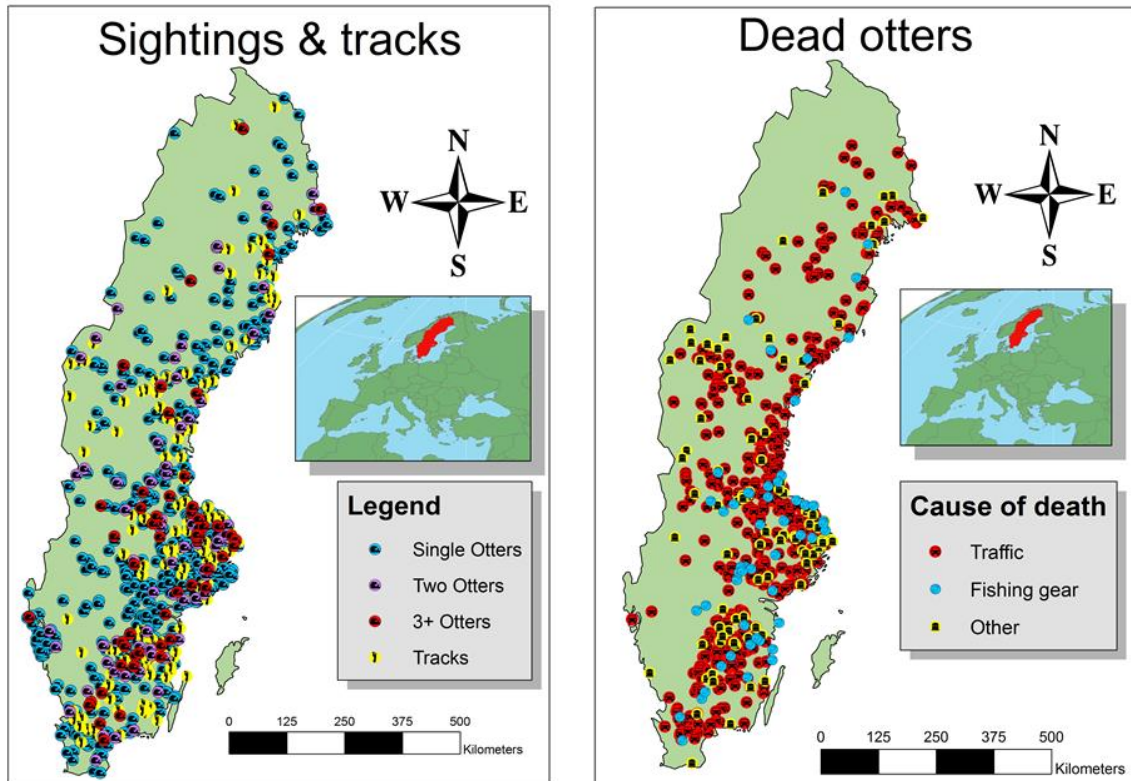 Sightings & tracks
N
W E
S
Legend
Single Otters
Two Otters
3+ Otters
Tracks
0 125 250 375 500
Kilometers
Dead otters
N
W E
S
Cause of death
Traffic
Fishing gear
Other
0 125 250 375 500
Kilometers